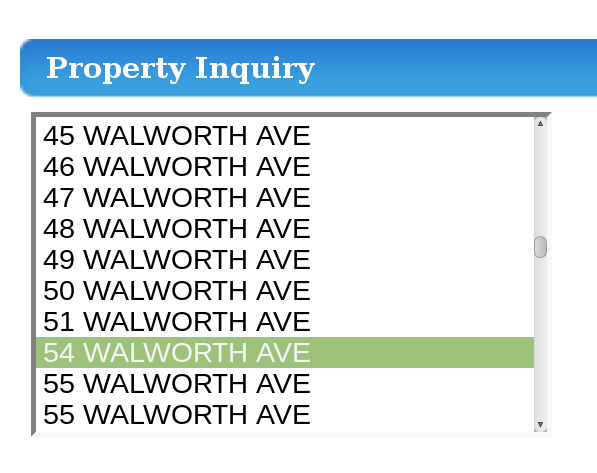 Property Inquiry
45 WALWORTH AVE
46 WALWORTH AVE
47 WALWORTH AVE
48 WALWORTH AVE
49 WALWORTH AVE
50 WALWORTH AVE
51 WALWORTH AVE
54 WALWORTH AVE
55 WALWORTH AVE
55 WALWORTH AVE